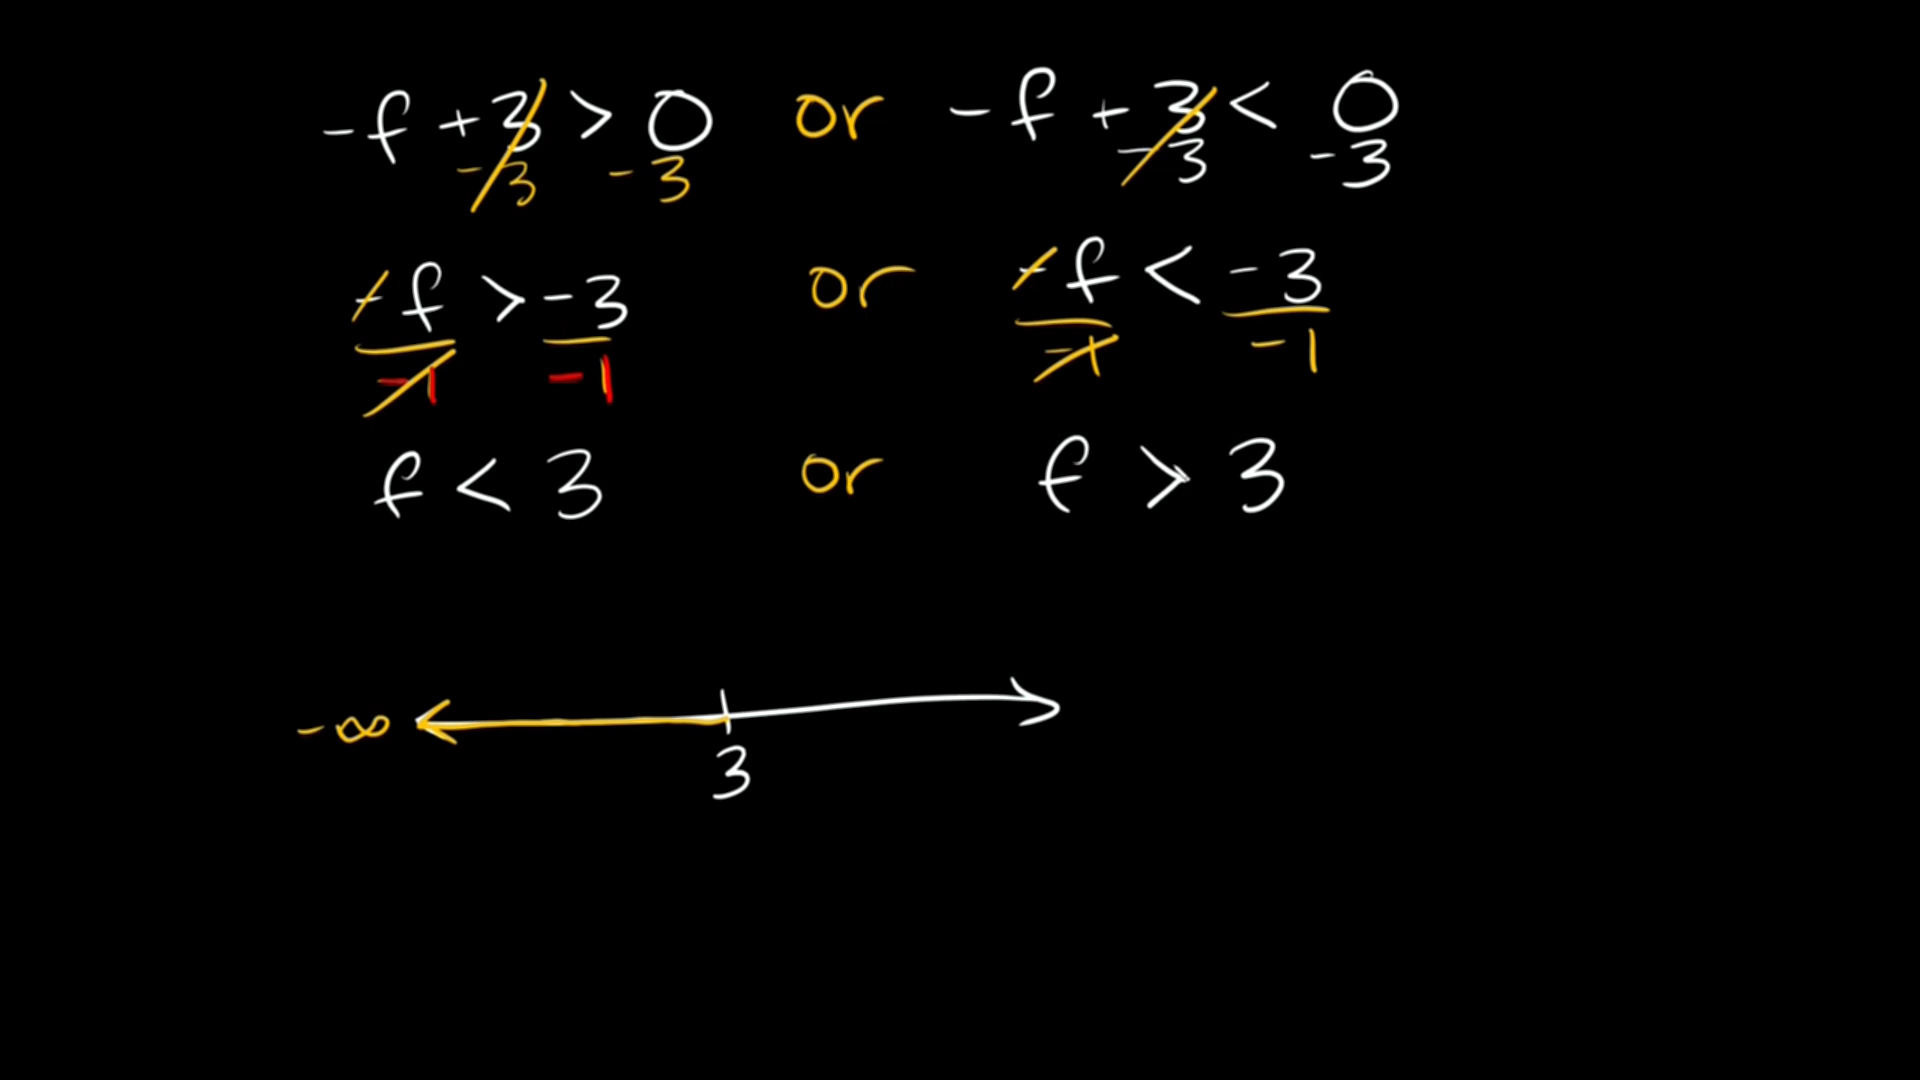 -f + 3 > 0 or -f + 3 < 0
-3 -3 -3 -3
-f > -3 or -f < -3
-1 -1 -1 -1
f < 3 or f > 3
-∞
3